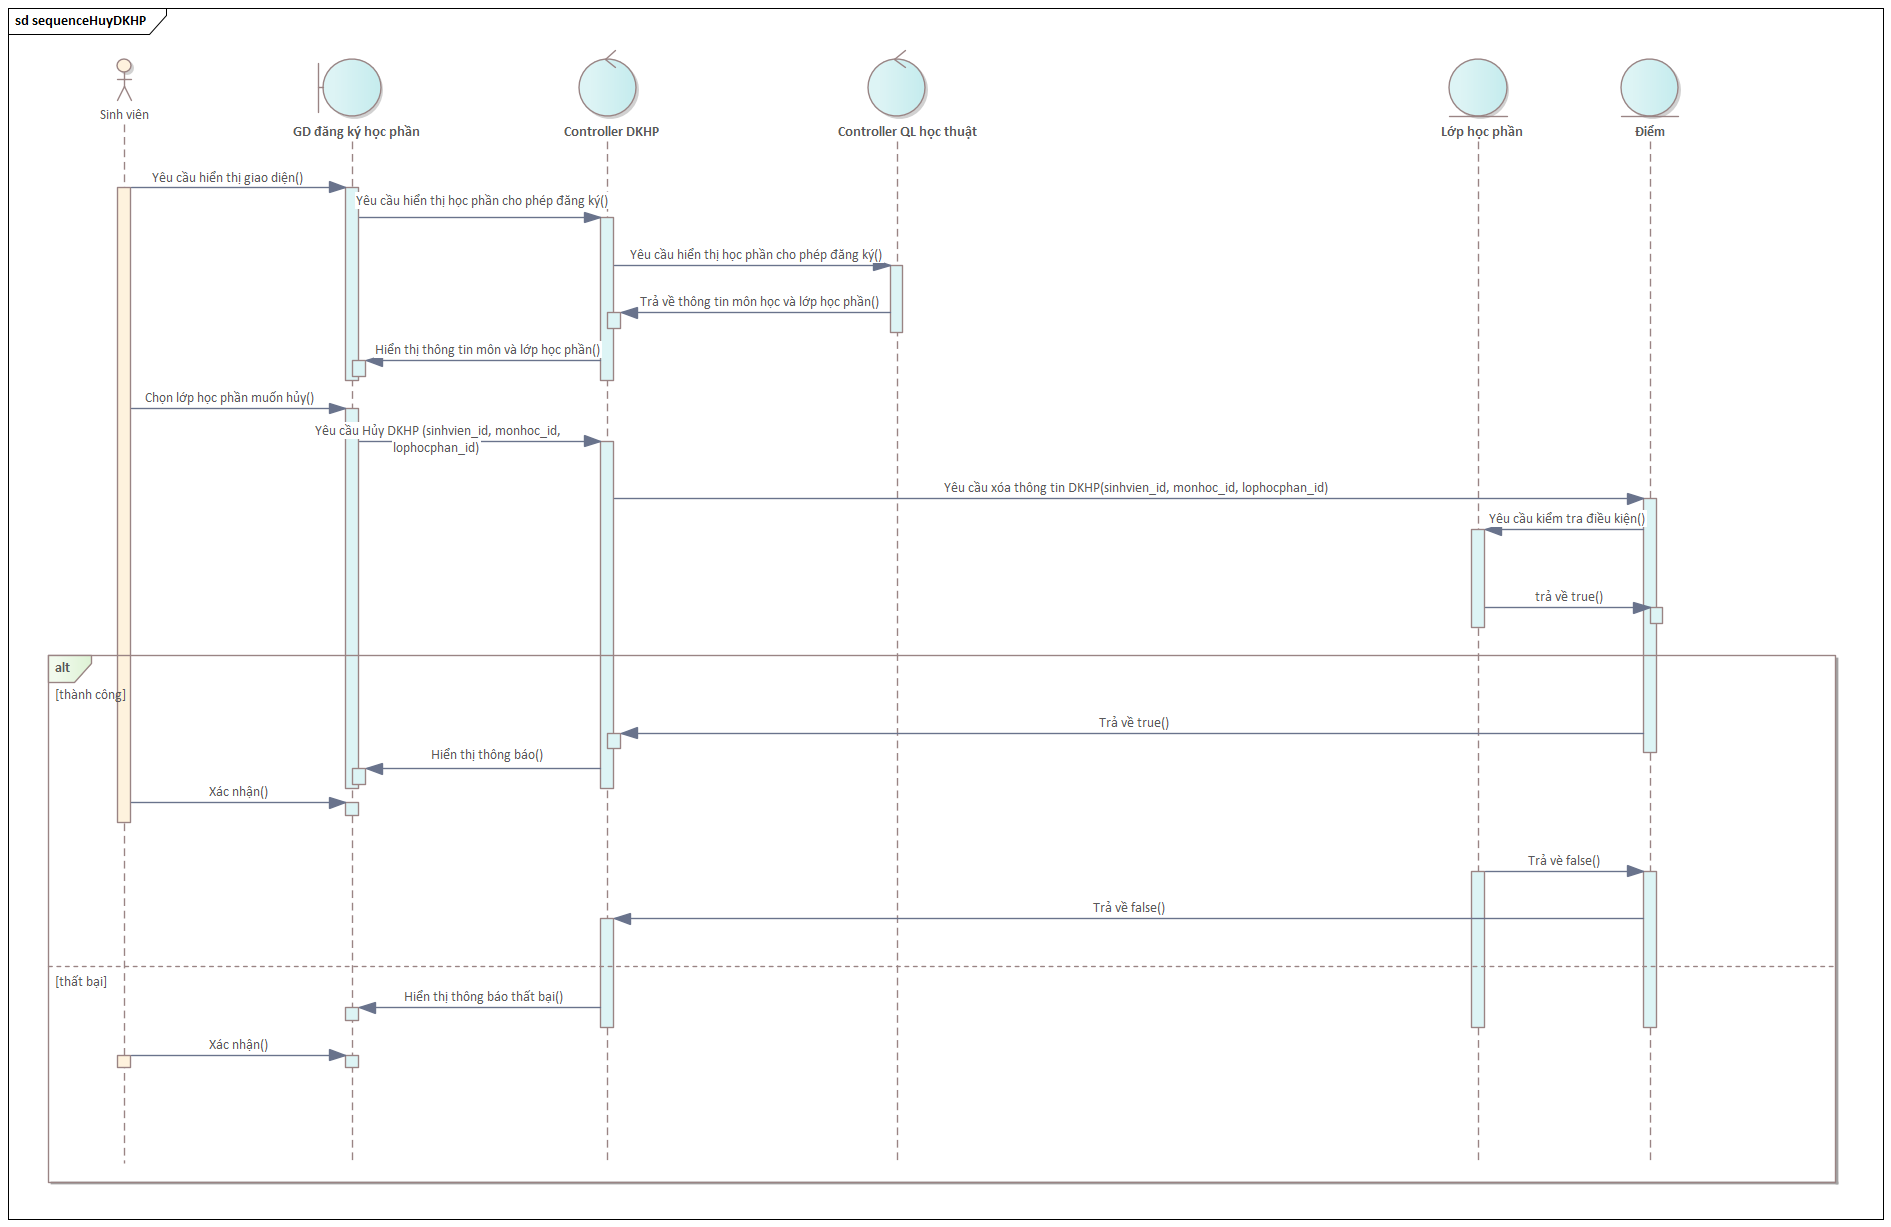 sd sequenceHuyDKHP
Sinh viên
GD đăng ký học phần
Controller DKHP
Controller QL học thuật
Lớp học phần
Điểm
Yêu cầu hiển thị giao diện()
Yêu cầu hiển thị học phần cho phép đăng ký()
Yêu cầu hiển thị học phần cho phép đăng ký()
Trả về thông tin môn học và lớp học phần()
Hiển thị thông tin môn và lớp học phần()
Chọn lớp học phần muốn hủy()
Yêu cầu Hủy DKHP (sinhvien_id, monhoc_id,
lophocphan_id)
Yêu cầu xóa thông tin DKHP(sinhvien_id, monhoc_id, lophocphan_id)
Yêu cầu kiểm tra điều kiện()
trả về true()
alt
[thành công]
Trả về true()
Hiển thị thông báo()
Xác nhận()
Trả vè false()
Trả về false()
[thất bại]
Hiển thị thông báo thất bại()
Xác nhận()